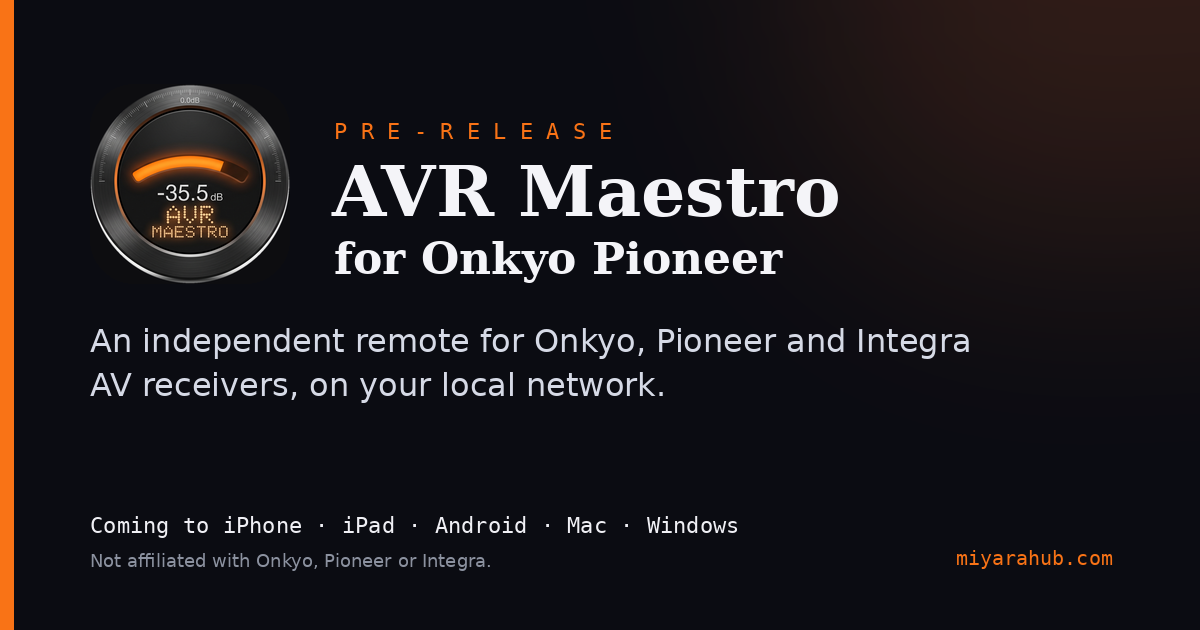 0.0dB
-35.5 dB
AVR
MAESTRO
PRE-RELEASE
AVR Maestro
for Onkyo Pioneer
An independent remote for Onkyo, Pioneer and Integra
AV receivers, on your local network.
Coming to iPhone · iPad · Android · Mac · Windows
Not affiliated with Onkyo, Pioneer or Integra.
miyarahub.com